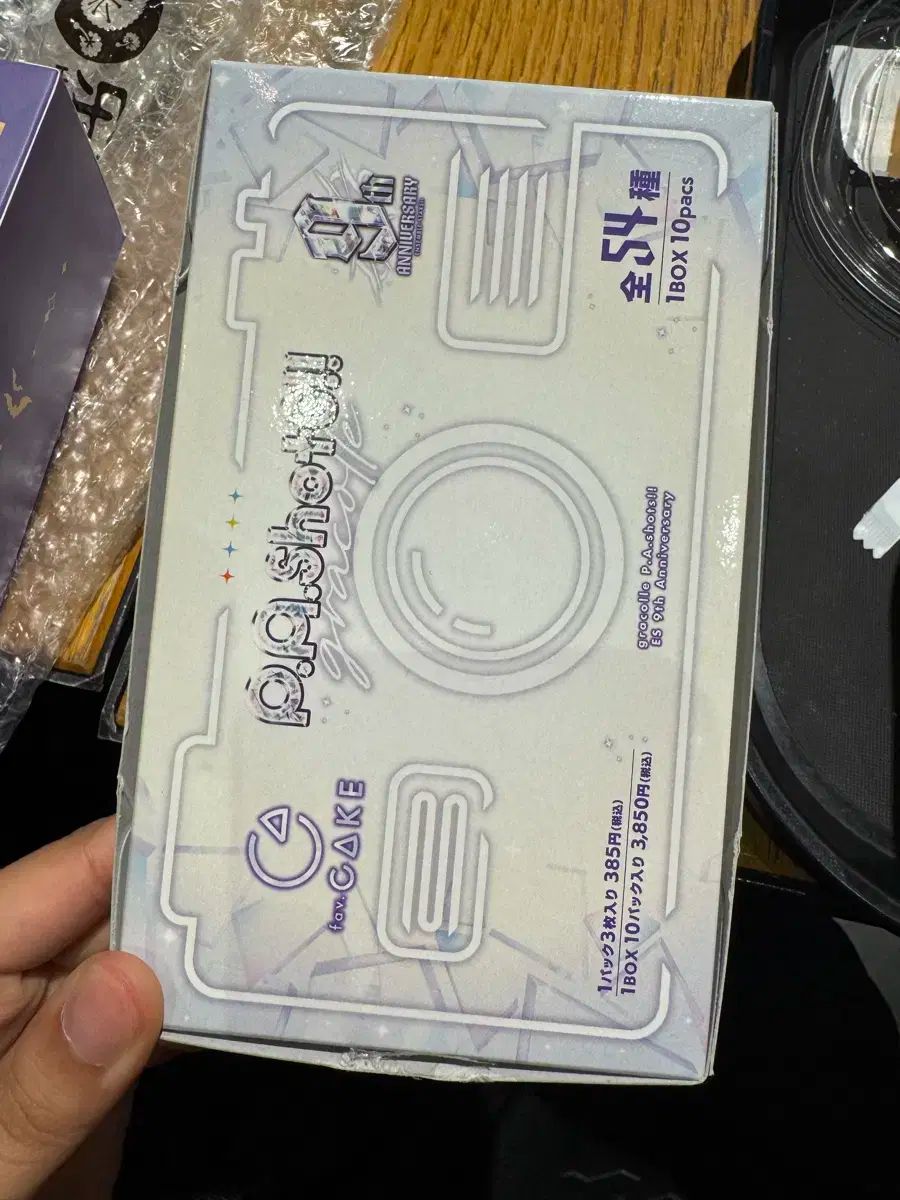 fav.CAKE
P.A.shots!!
gracolle
9th
ANNIVERSARY
1パック3枚入り 385円(税込)
1BOX 10パック入り 3,850円(税込)
gracolle P.A.shots!!
ES 9th Anniversary
全54種
1BOX 10pacs